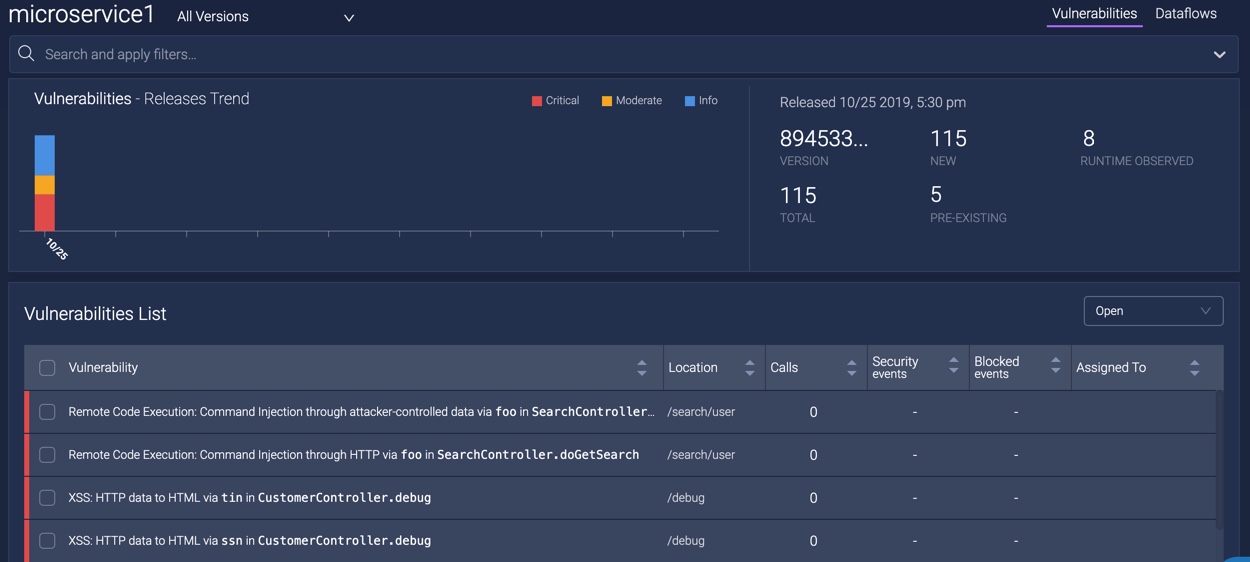 microservice1 All Versions Vulnerabilities Dataflows
Search and apply filters...
Vulnerabilities - Releases Trend
Critical Moderate Info
10/25
Released 10/25 2019, 5:30 pm
894533... 115 8
VERSION NEW RUNTIME OBSERVED
115 5
TOTAL PRE-EXISTING
Vulnerabilities List
Open
Vulnerability Location Calls Security events Blocked events Assigned To
Remote Code Execution: Command Injection through attacker-controlled data via foo in SearchController... /search/user 0 - -
Remote Code Execution: Command Injection through HTTP via foo in SearchController.doGetSearch /search/user 0 - -
XSS: HTTP data to HTML via tin in CustomerController.debug /debug 0 - -
XSS: HTTP data to HTML via ssn in CustomerController.debug /debug 0 - -